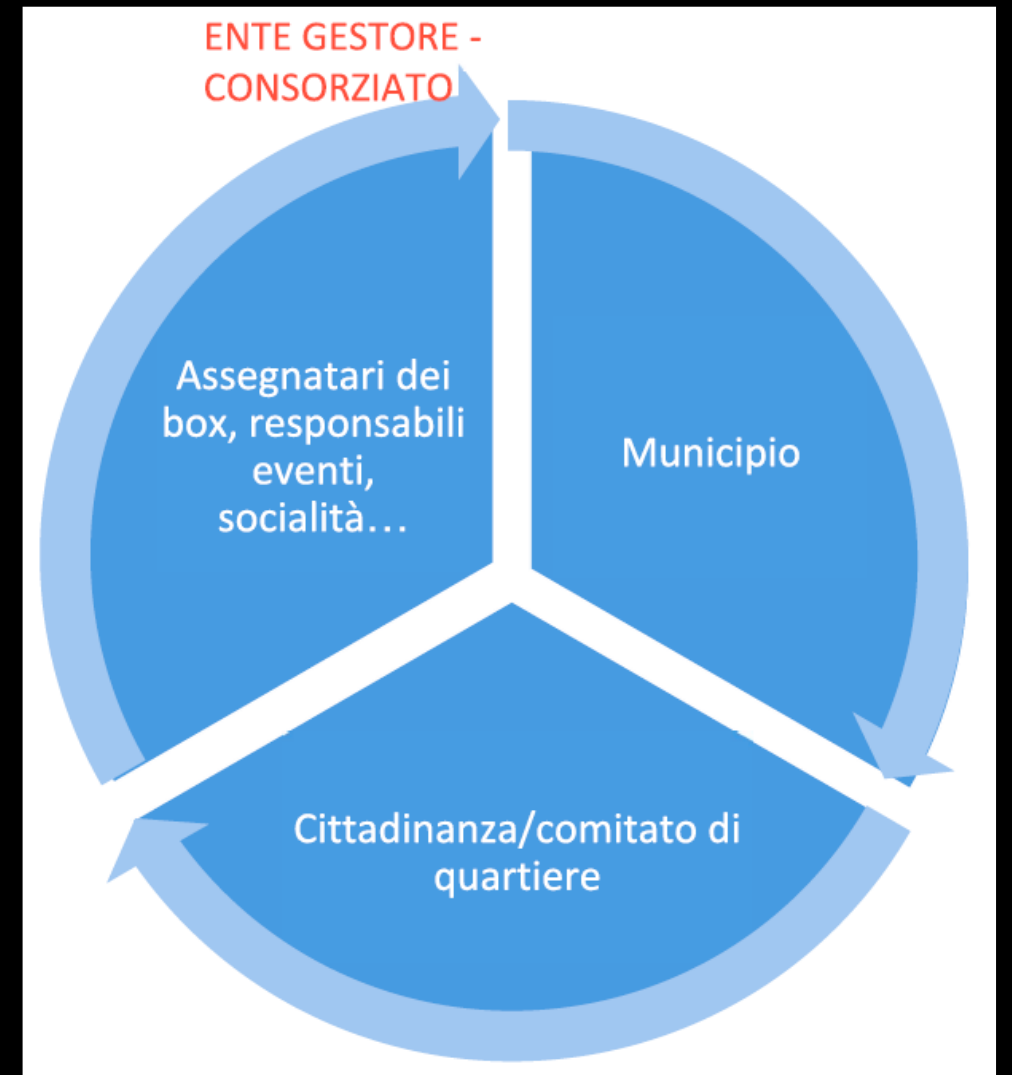 ENTE GESTORE -
CONSORZIATO
Assegnatari dei
box, responsabili
eventi,
socialità...
Municipio
Cittadinanza/comitato di
quartiere